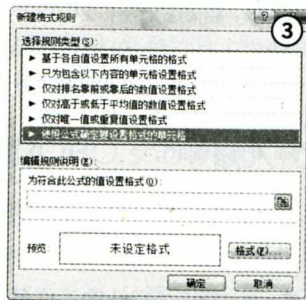 新建格式规则
③
选择规则类型(S):
► 基于各自值设置所有单元格的格式
► 只为包含以下内容的单元格设置格式
► 仅对排名靠前或靠后的数值设置格式
► 仅对高于或低于平均值的数值设置格式
► 仅对唯一值或重复值设置格式
► 使用公式确定要设置格式的单元格
编辑规则说明(E):
为符合此公式的值设置格式(O):
预览: 未设定格式 格式(F)...
确定 取消